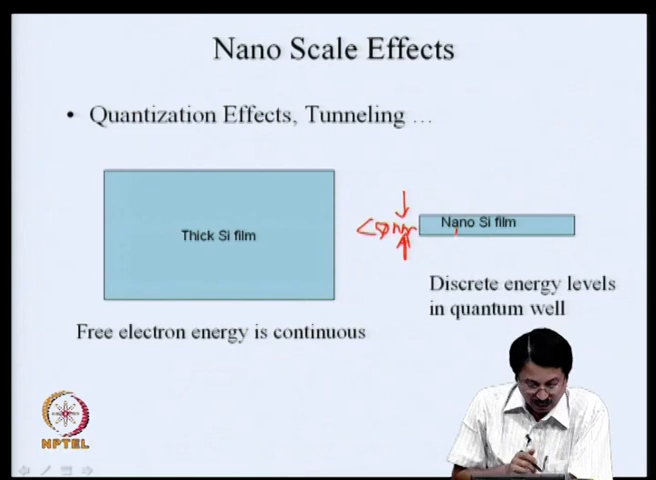 Nano Scale Effects
• Quantization Effects, Tunneling ...
Thick Si film
Nano Si film
Free electron energy is continuous
Discrete energy levels
in quantum well
NPTEL